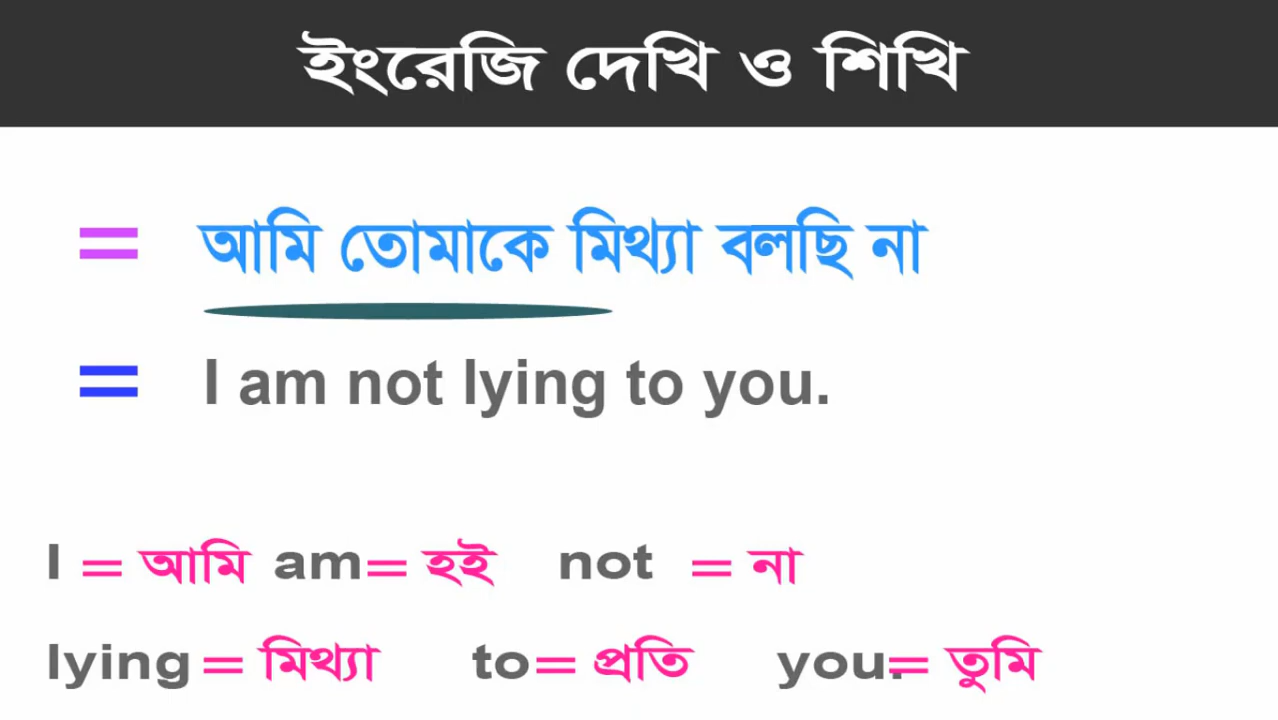 ইংরেজি দেখি ও শিখি
= আমি তোমাকে মিথ্যা বলছি না
= I am not lying to you.
I = আমি am= হই not = না
lying = মিথ্যা to= প্রতি you.= তুমি